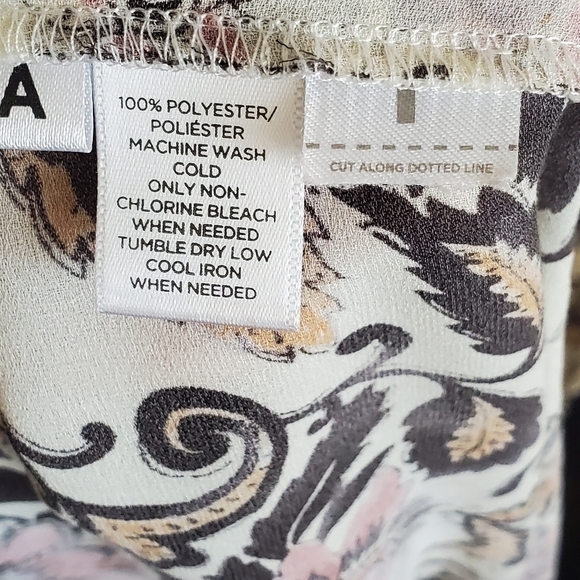 A
100% POLYESTER/
POLIÉSTER
MACHINE WASH
COLD
ONLY NON-
CHLORINE BLEACH
WHEN NEEDED
TUMBLE DRY LOW
COOL IRON
WHEN NEEDED
CUT ALONG DOTTED LINE